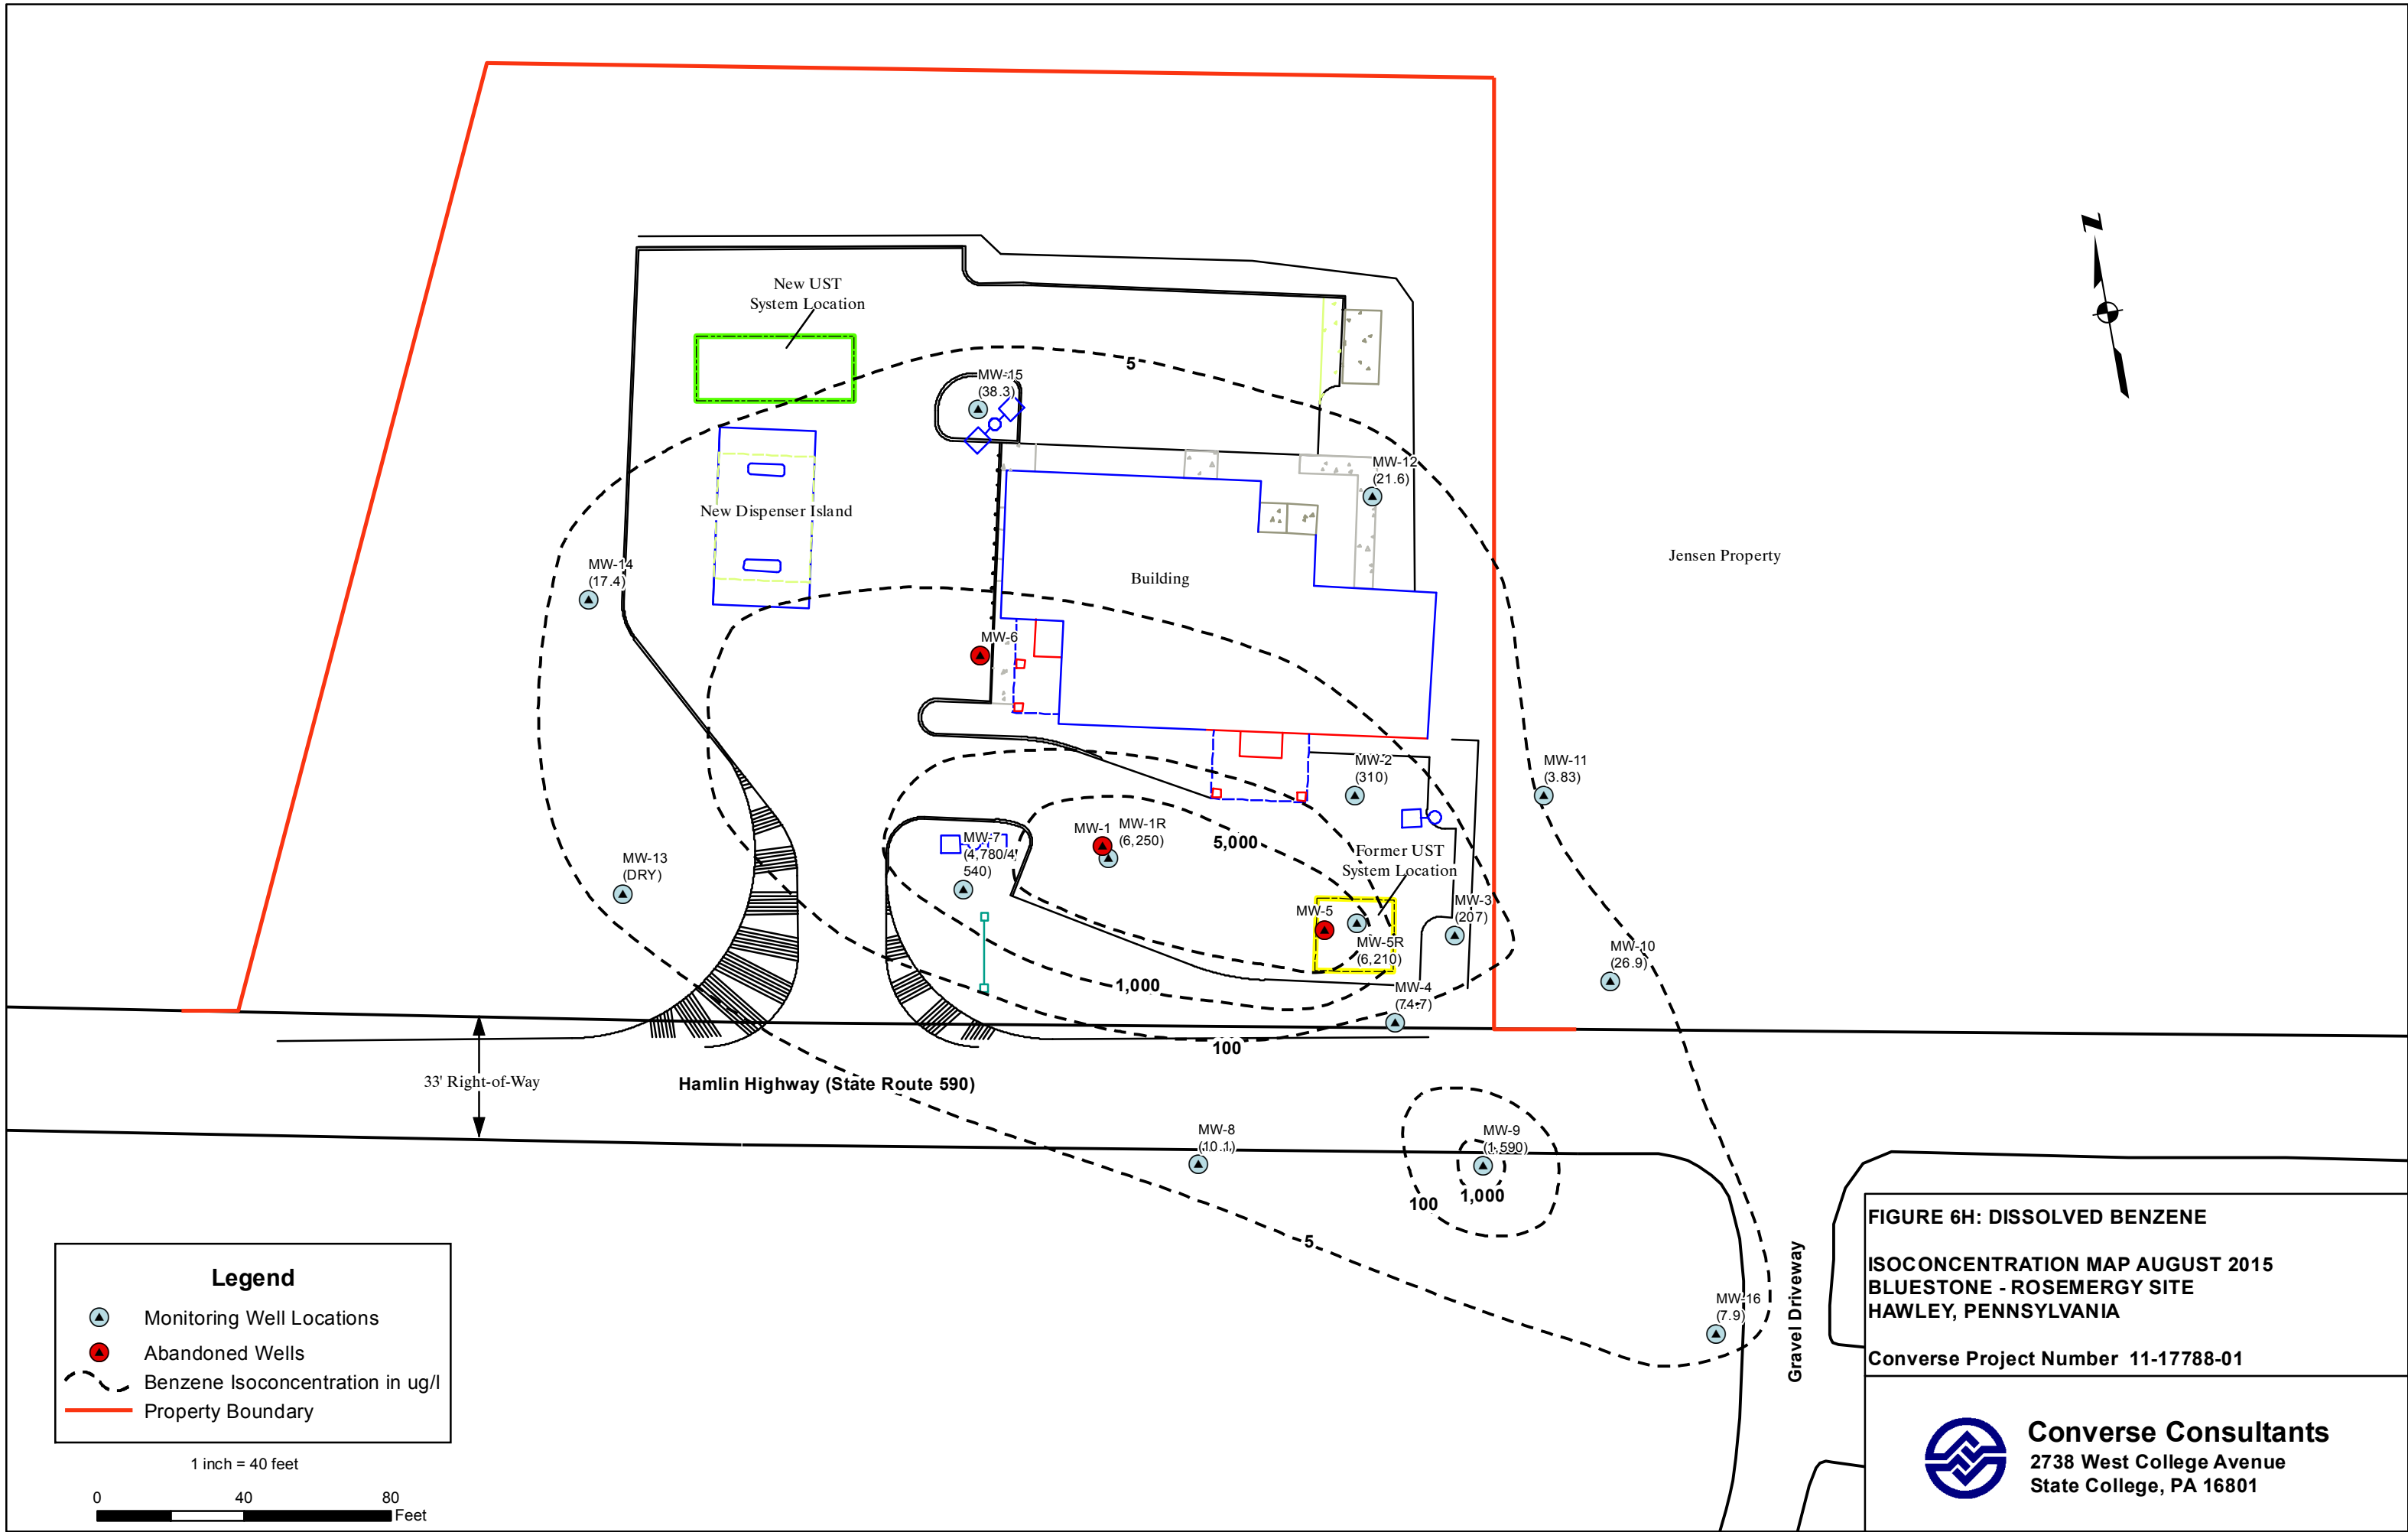 N
New UST
System Location
5
MW-15
(38.3)
MW-12
(21.6)
New Dispenser Island
Jensen Property
MW-14
(17.4)
Building
MW-6
MW-2
(310)
MW-11
(3.83)
MW-1
MW-1R
(6,250)
5,000
MW-7
(4,780/4,
540)
Former UST
System Location
MW-13
(DRY)
MW-3
(207)
MW-5
MW-5R
(6,210)
MW-10
(26.9)
1,000
MW-4
(74.7)
100
33' Right-of-Way
Hamlin Highway (State Route 590)
MW-8
(10.1)
MW-9
(1,590)
100
1,000
5
MW-16
(7.9)
Gravel Driveway
Legend
Monitoring Well Locations
Abandoned Wells
Benzene Isoconcentration in ug/l
Property Boundary
1 inch = 40 feet
0 40 80
Feet
FIGURE 6H: DISSOLVED BENZENE
ISOCONCENTRATION MAP AUGUST 2015
BLUESTONE - ROSEMERGY SITE
HAWLEY, PENNSYLVANIA
Converse Project Number 11-17788-01
Converse Consultants
2738 West College Avenue
State College, PA 16801